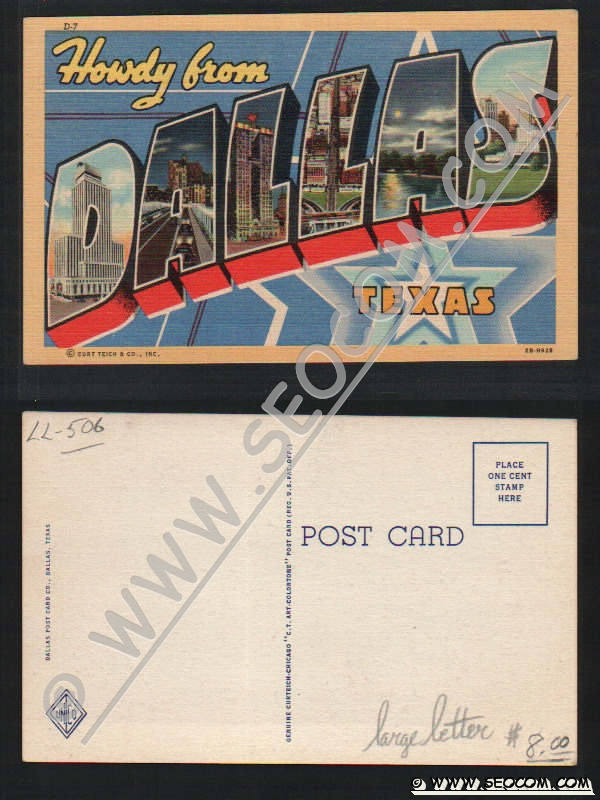 D-7
Howdy from
DALLAS
TEXAS
© CURT TEICH & CO., INC.
2B-H928
© WWW.SEOCOM.COM
LL-506
PLACE
ONE CENT
STAMP
HERE
POST CARD
DALLAS POST CARD CO., DALLAS, TEXAS
GENUINE CURTEICH-CHICAGO "C.T. ART-COLORTONE" POST CARD (REG. U.S. PAT. OFF.)
large letter $ 8.00
© WWW.SEOCOM.COM